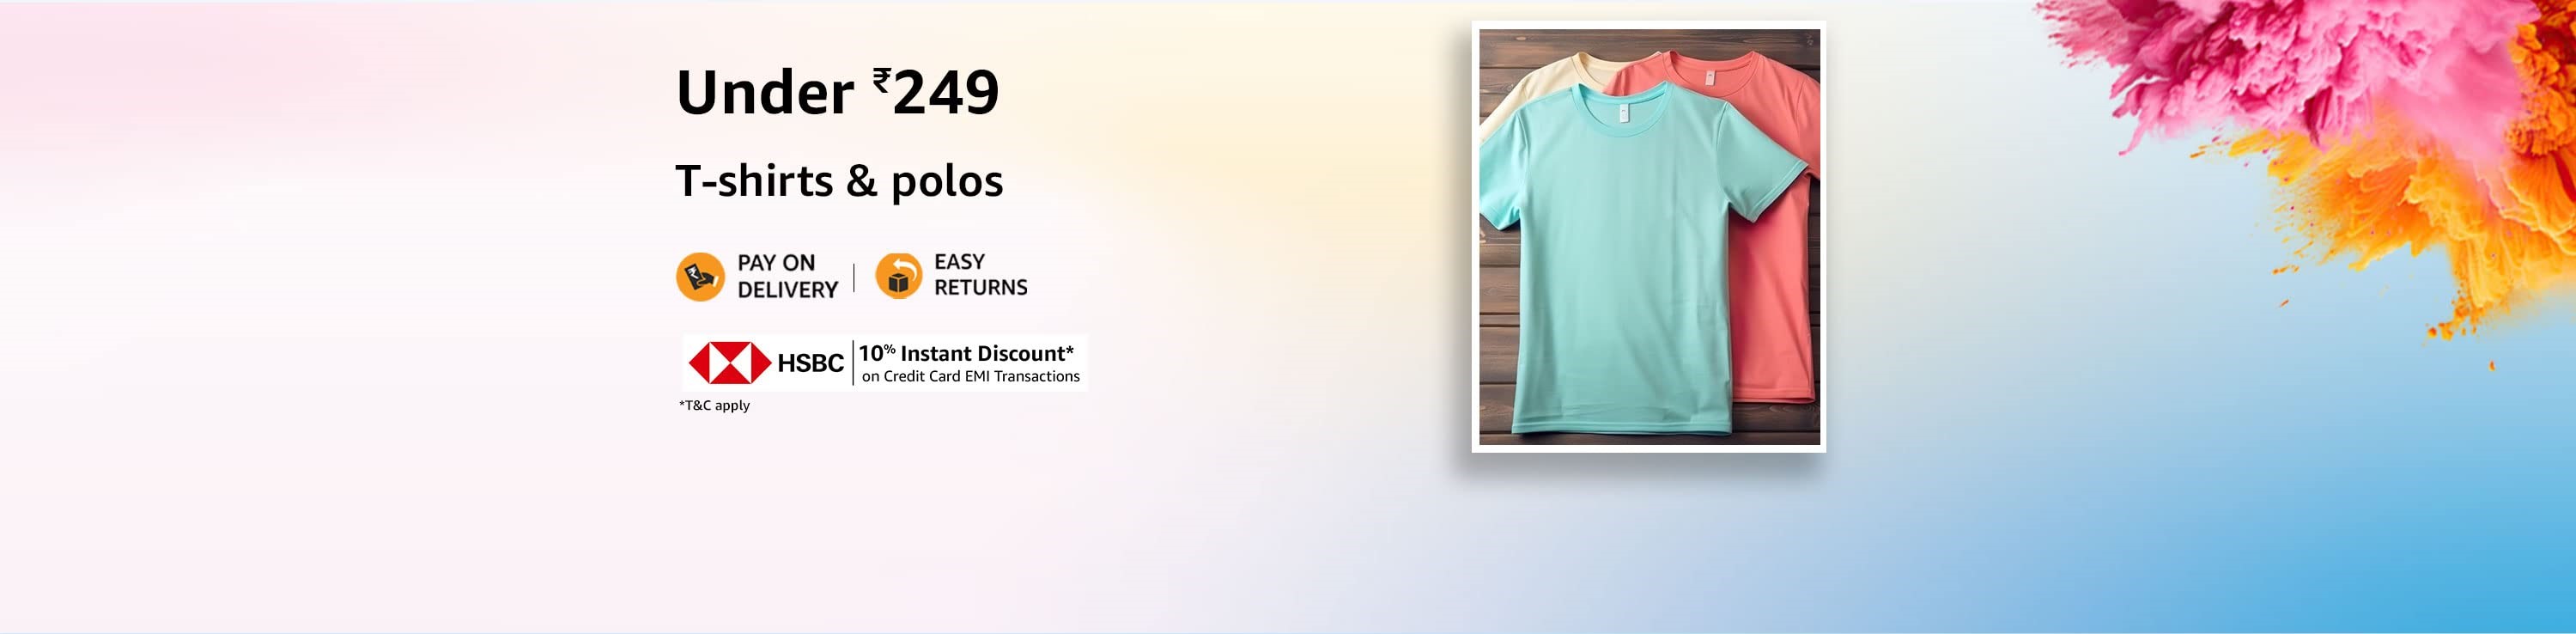 Under ₹249
T-shirts & polos
PAY ON
DELIVERY
EASY
RETURNS
HSBC
10% Instant Discount*
on Credit Card EMI Transactions
*T&C apply